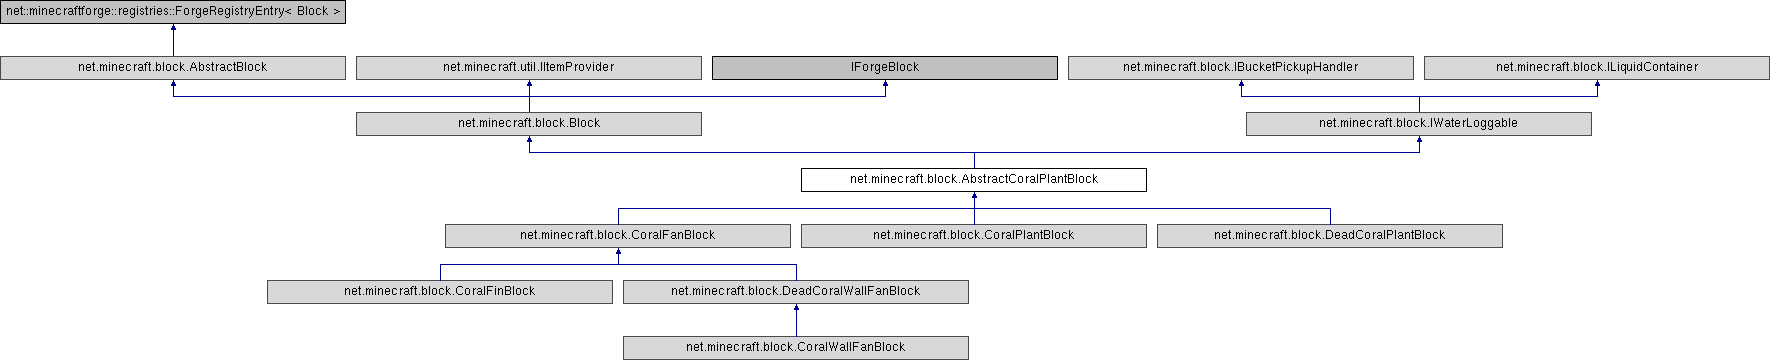 net::minecraftforge::registries::ForgeRegistryEntry< Block >
net.minecraft.block.AbstractBlock
net.minecraft.util.IItemProvider
IForgeBlock
net.minecraft.block.IBucketPickupHandler
net.minecraft.block.ILiquidContainer
net.minecraft.block.Block
net.minecraft.block.IWaterLoggable
net.minecraft.block.AbstractCoralPlantBlock
net.minecraft.block.CoralFanBlock
net.minecraft.block.CoralPlantBlock
net.minecraft.block.DeadCoralPlantBlock
net.minecraft.block.CoralFinBlock
net.minecraft.block.DeadCoralWallFanBlock
net.minecraft.block.CoralWallFanBlock